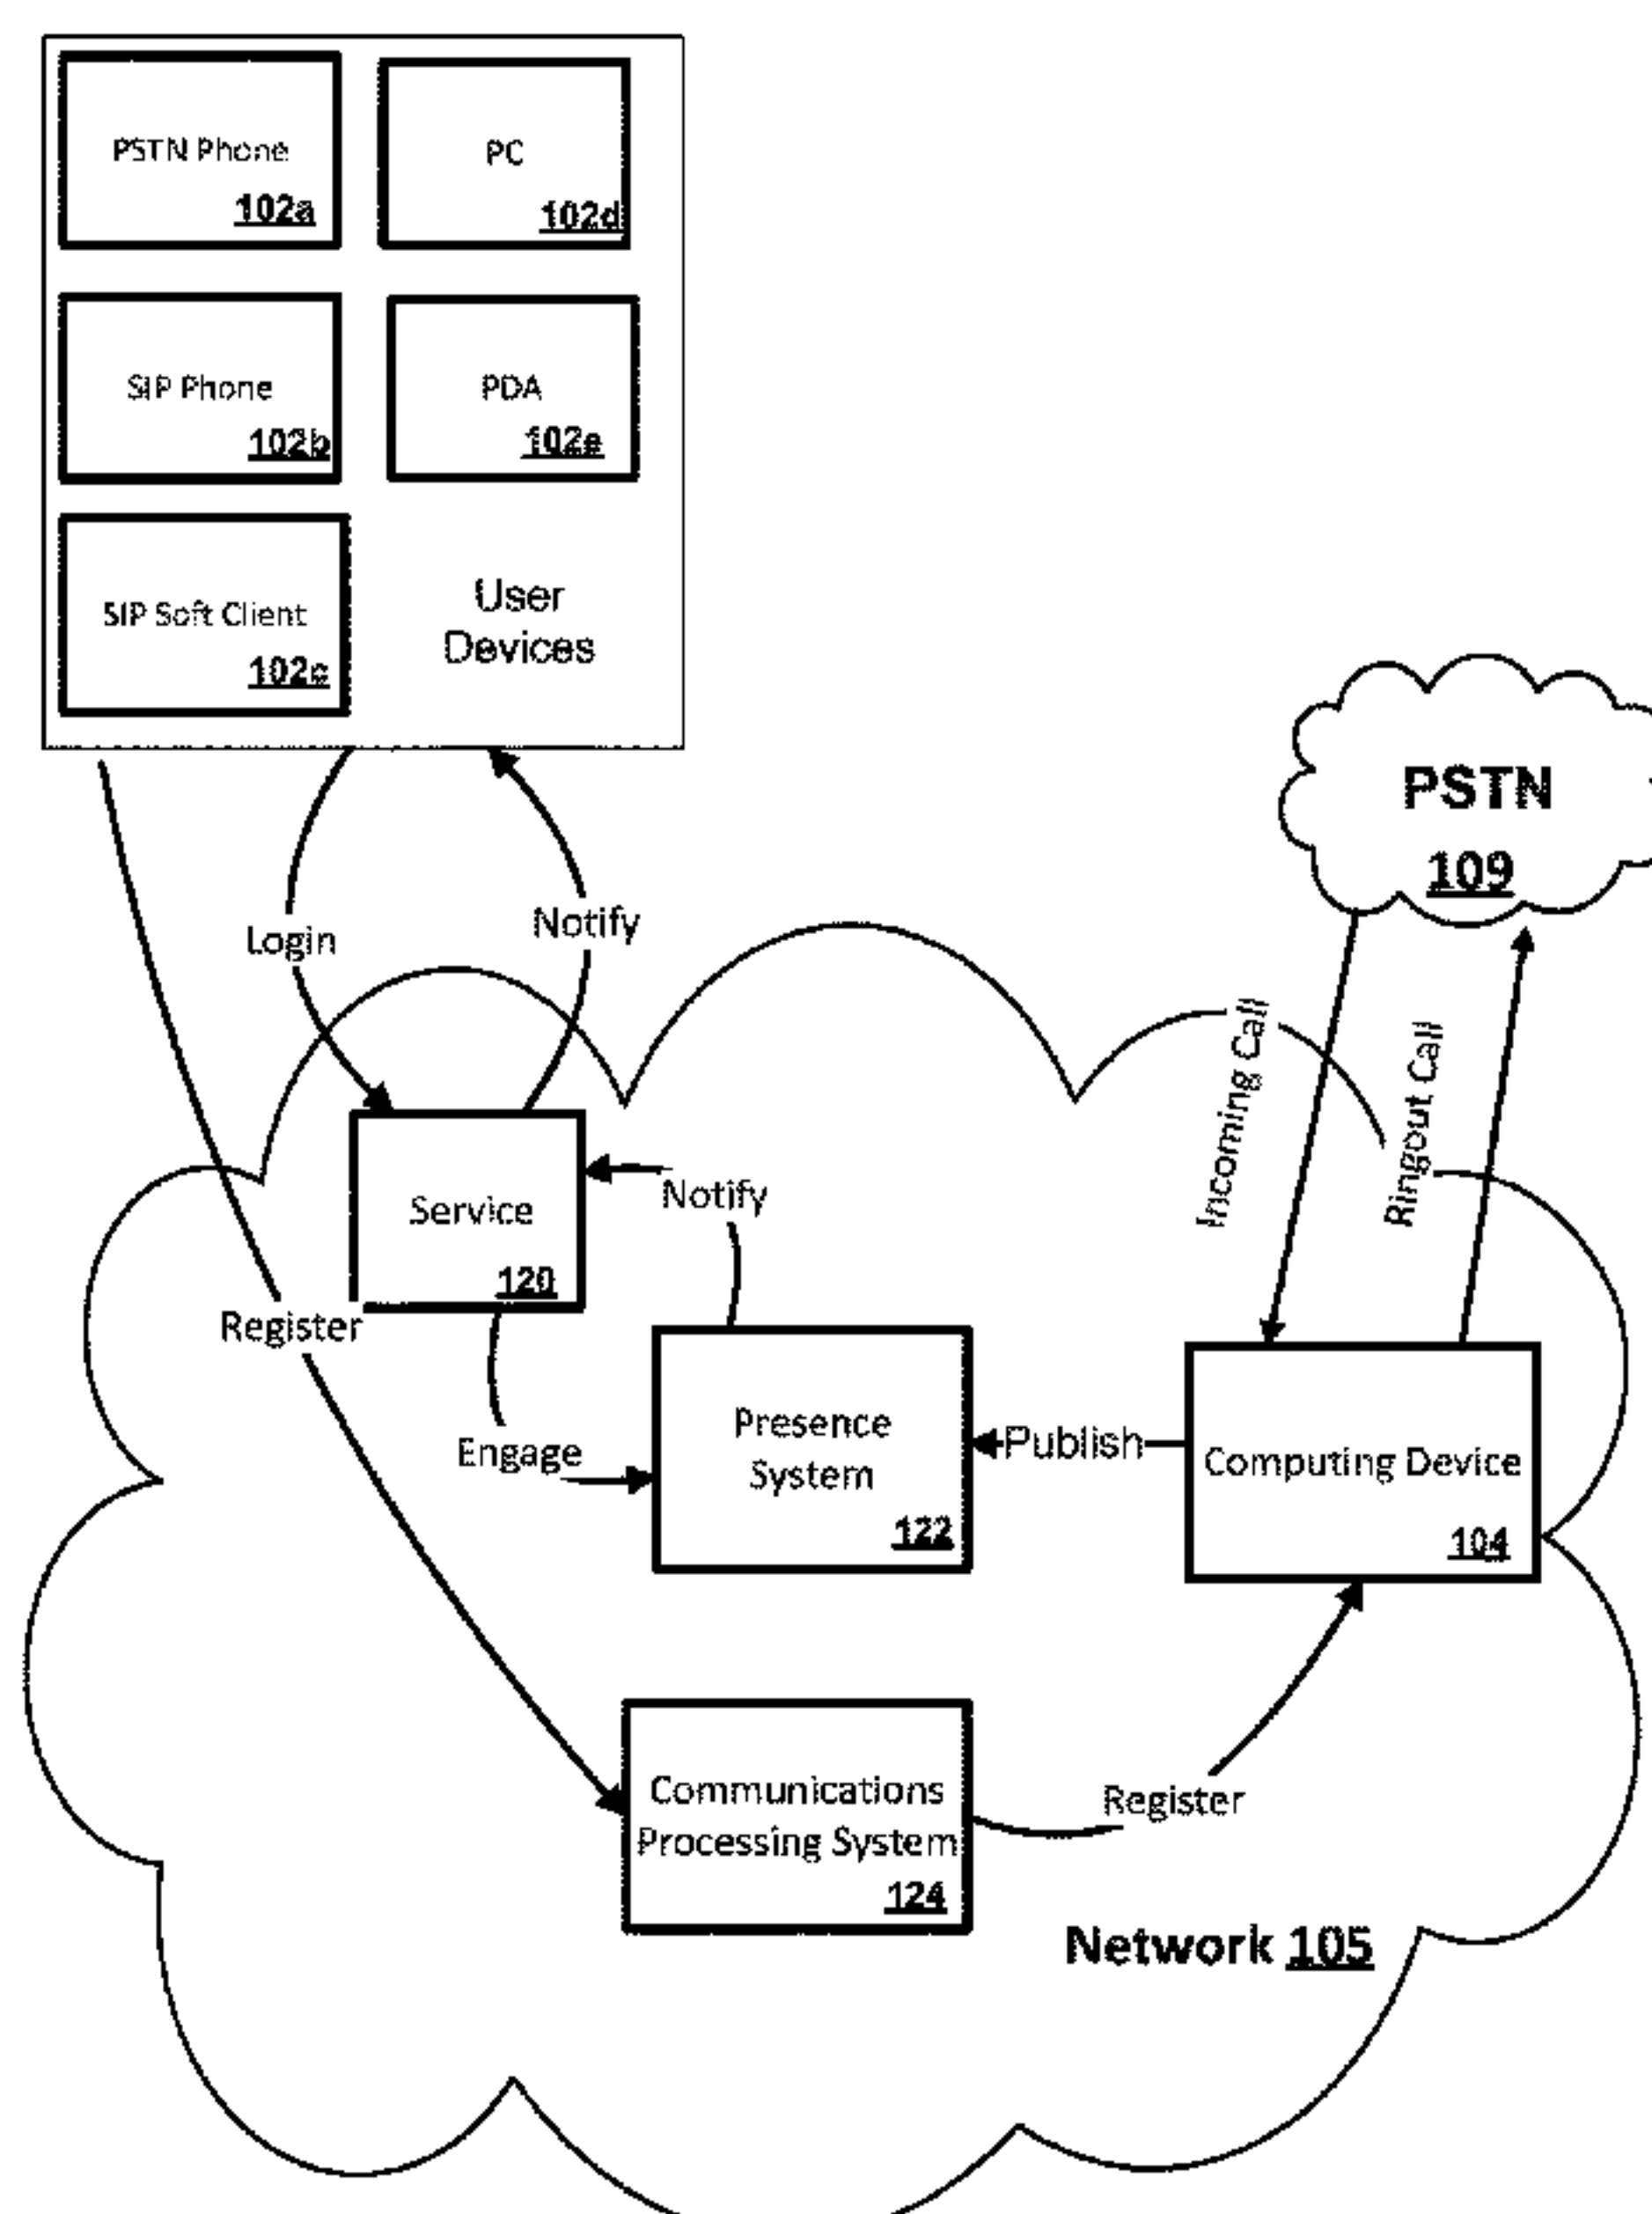 PSTN Phone
102a
PC
102d
SIP Phone
102b
PDA
102e
SIP Soft Client
102c
User
Devices
PSTN
109
Login
Notify
Incoming Call
Ringout Call
Service
120
Notify
Register
Engage
Presence
System
122
Publish
Computing Device
104
Communications
Processing System
124
Register
Network 105